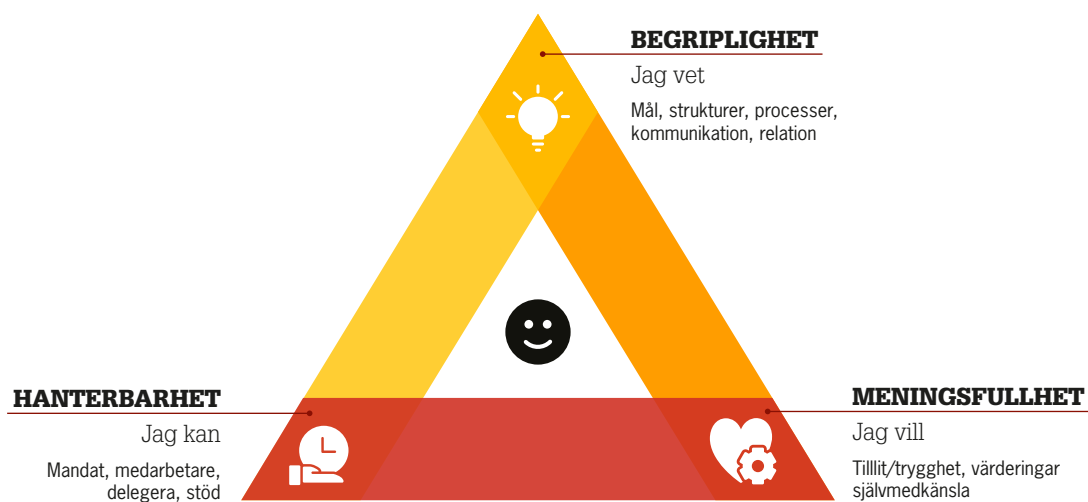 BEGRIPLIGHET
Jag vet
Mål, strukturer, processer,
kommunikation, relation
HANTERBARHET
Jag kan
Mandat, medarbetare,
delegera, stöd
MENINGSFULLHET
Jag vill
Tilllit/trygghet, värderingar
självmedkänsla